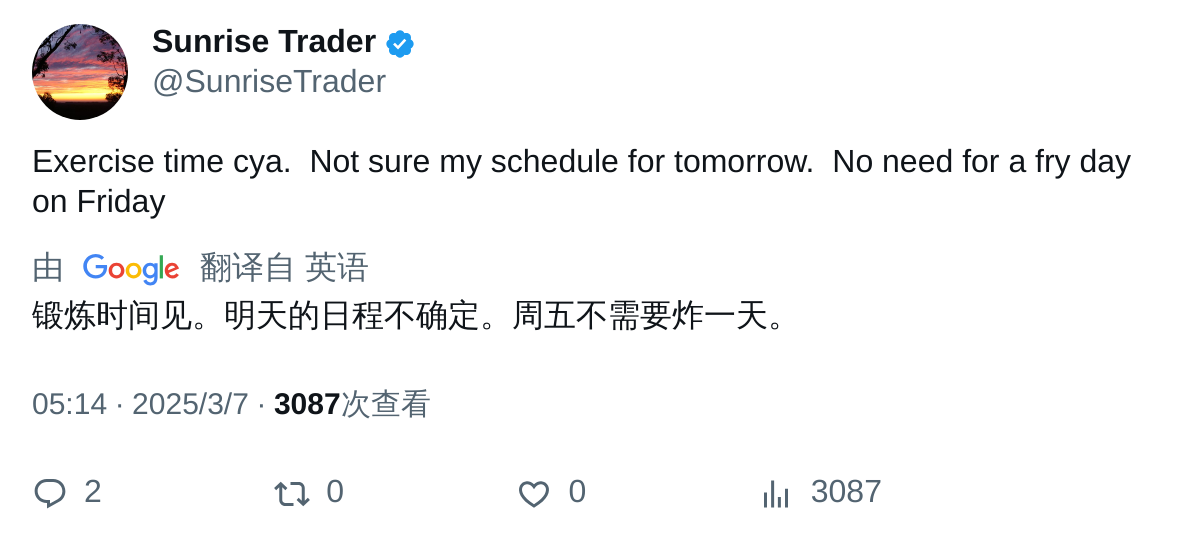 Sunrise Trader
@SunriseTrader
Exercise time cya.  Not sure my schedule for tomorrow.  No need for a fry day
on Friday
由 Google 翻译自 英语
锻炼时间见。明天的日程不确定。周五不需要炸一天。
05:14 · 2025/3/7 · 3087次查看
2 0 0 3087